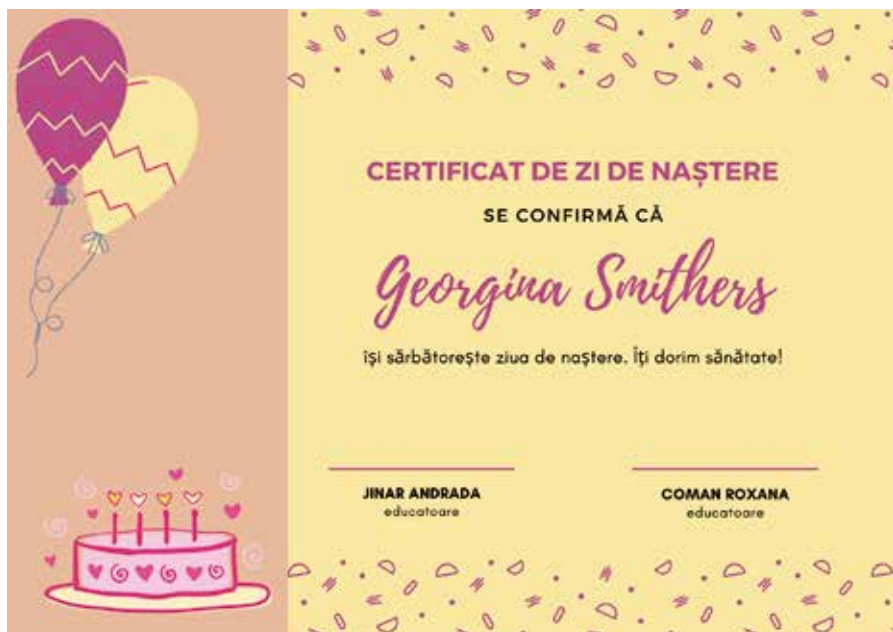 CERTIFICAT DE ZI DE NAȘTERE
SE CONFIRMĂ CĂ
Georgina Smithers
își sărbătorește ziua de naștere. Îți dorim sănătate!
JINAR ANDRADA
educatoare
COMAN ROXANA
educatoare